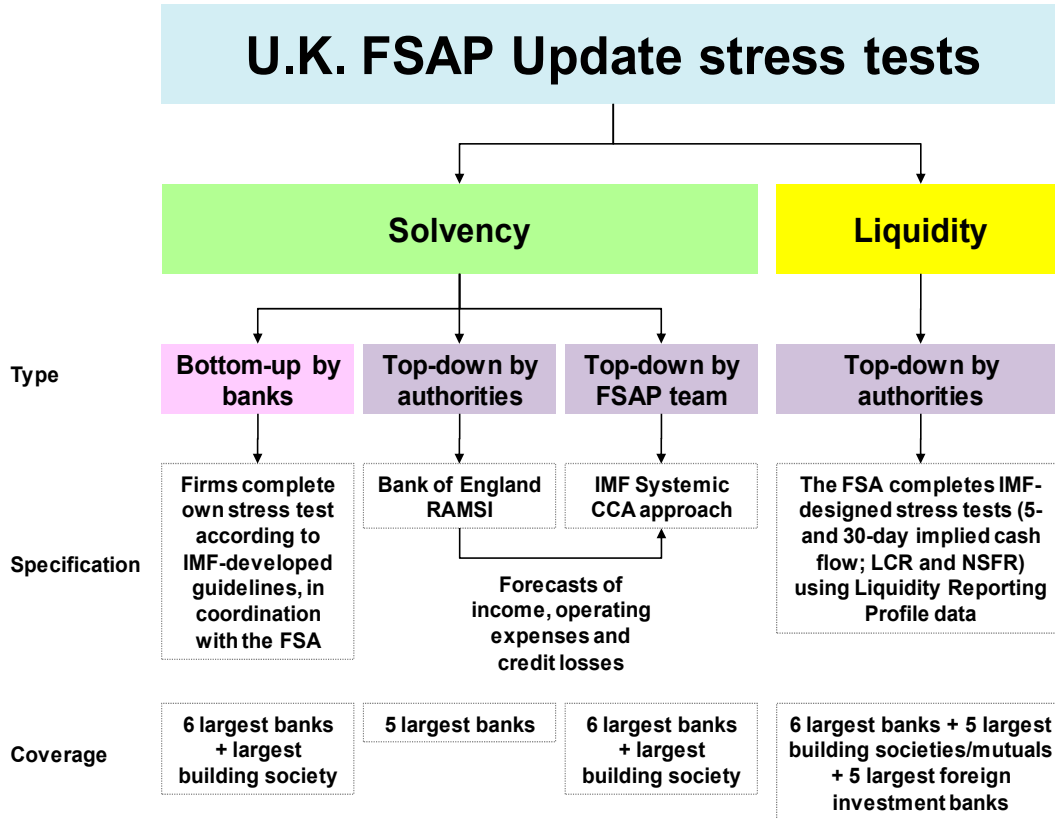 U.K. FSAP Update stress tests
Solvency
Liquidity
Type
Bottom-up by
banks
Top-down by
authorities
Top-down by
FSAP team
Top-down by
authorities
Specification
Firms complete
own stress test
according to
IMF-developed
guidelines, in
coordination
with the FSA
Bank of England
RAMSI
IMF Systemic
CCA approach
Forecasts of
income, operating
expenses and
credit losses
The FSA completes IMF-
designed stress tests (5-
and 30-day implied cash
flow; LCR and NSFR)
using Liquidity Reporting
Profile data
Coverage
6 largest banks
+ largest
building society
5 largest banks
6 largest banks
+ largest
building society
6 largest banks + 5 largest
building societies/mutuals
+ 5 largest foreign
investment banks